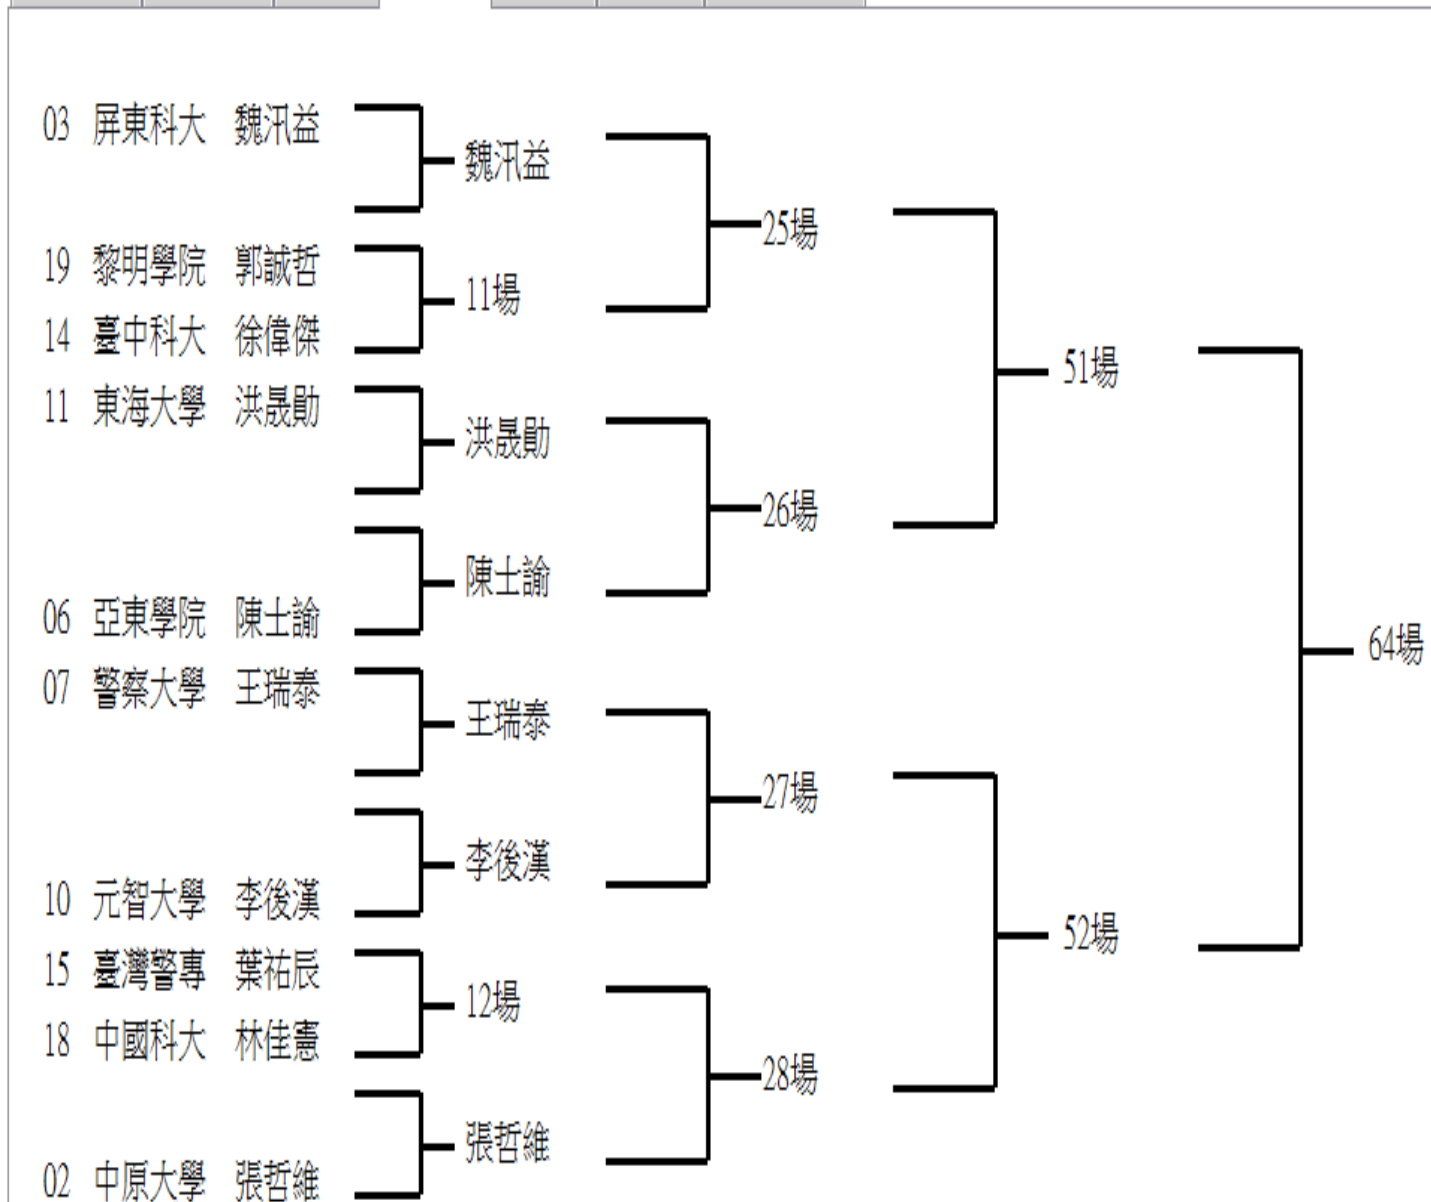 03 屏東科大 魏汛益
魏汛益
25場
19 黎明學院 郭誠哲
11場
14 臺中科大 徐偉傑
51場
11 東海大學 洪晟勛
洪晟勛
26場
陳士諭
06 亞東學院 陳士諭
64場
07 警察大學 王瑞泰
王瑞泰
27場
李後漢
10 元智大學 李後漢
52場
15 臺灣警專 葉祐辰
12場
18 中國科大 林佳憲
28場
張哲維
02 中原大學 張哲維